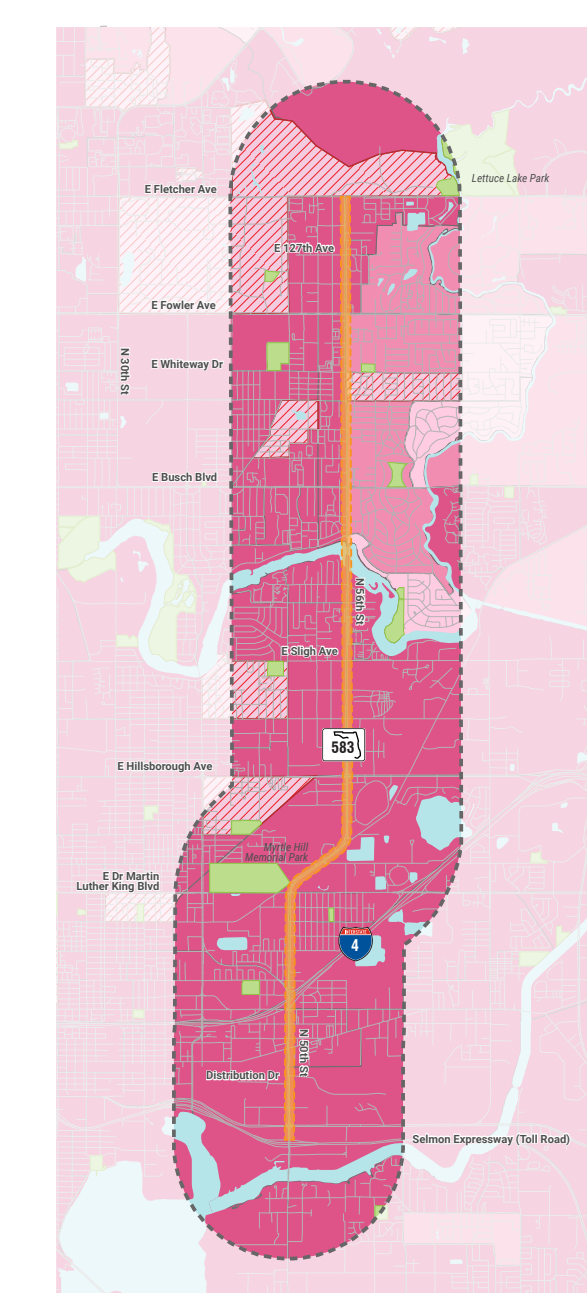 Lettuce Lake Park
E Fletcher Ave
E 127th Ave
E Fowler Ave
N 30th St
E Whiteway Dr
E Busch Blvd
N 56th St
E Sligh Ave
583
E Hillsborough Ave
Myrtle Hill
Memorial Park
E Dr Martin
Luther King Blvd
4
N 50th St
Distribution Dr
Selmon Expressway (Toll Road)